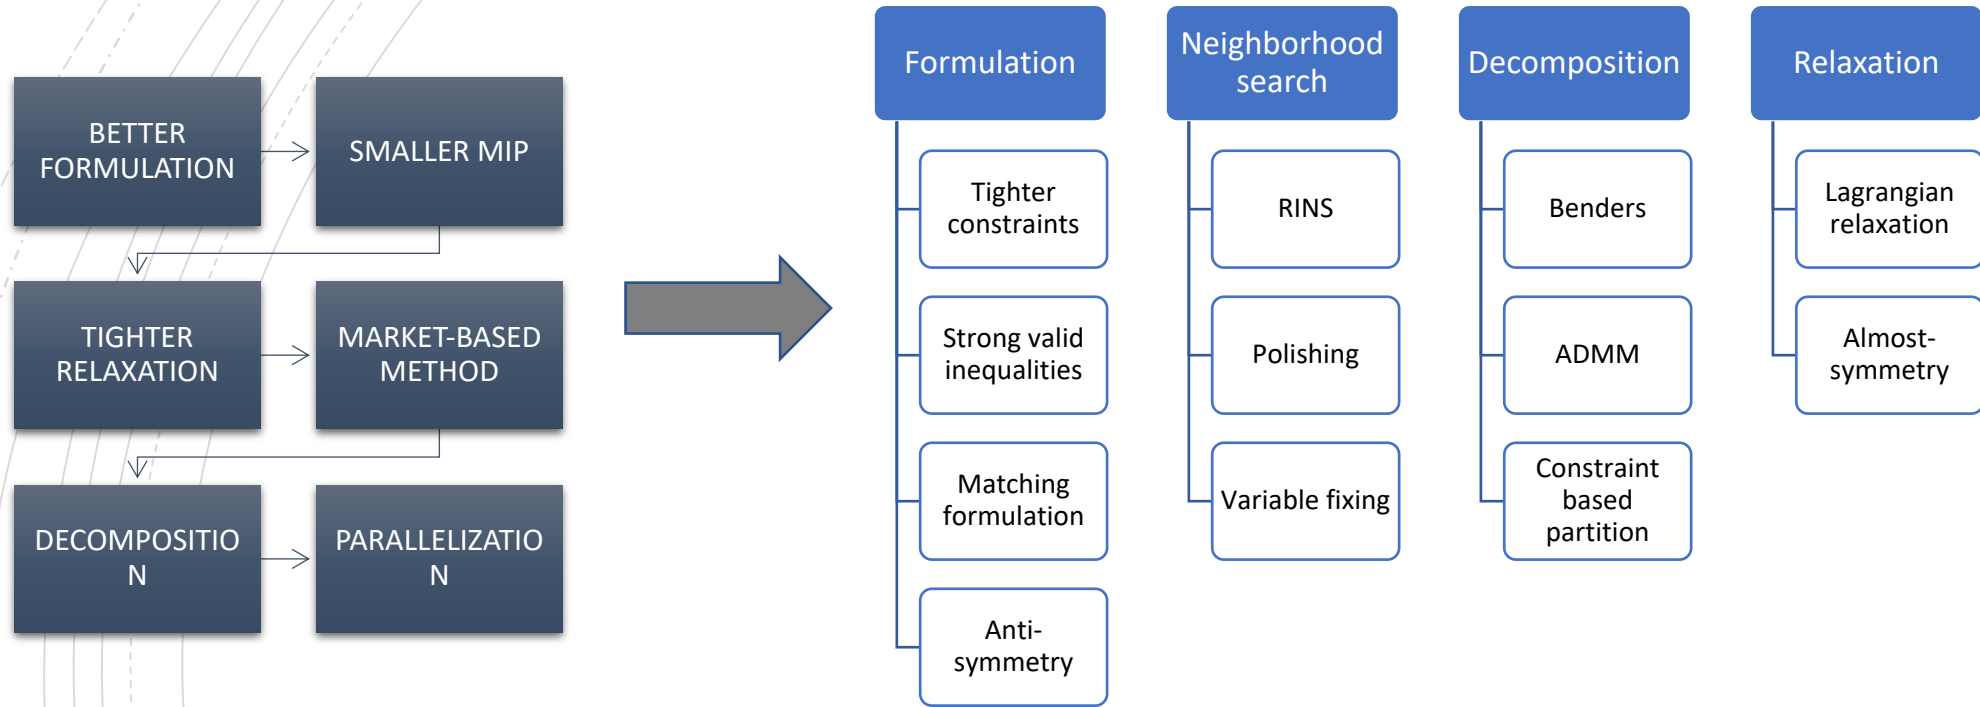 BETTER
FORMULATION
SMALLER MIP
TIGHTER
RELAXATION
MARKET-BASED
METHOD
DECOMPOSITIO
N
PARALLELIZATIO
N
Formulation
Tighter
constraints
Strong valid
inequalities
Matching
formulation
Anti-
symmetry
Neighborhood
search
RINS
Polishing
Variable fixing
Decomposition
Benders
ADMM
Constraint
based
partition
Relaxation
Lagrangian
relaxation
Almost-
symmetry